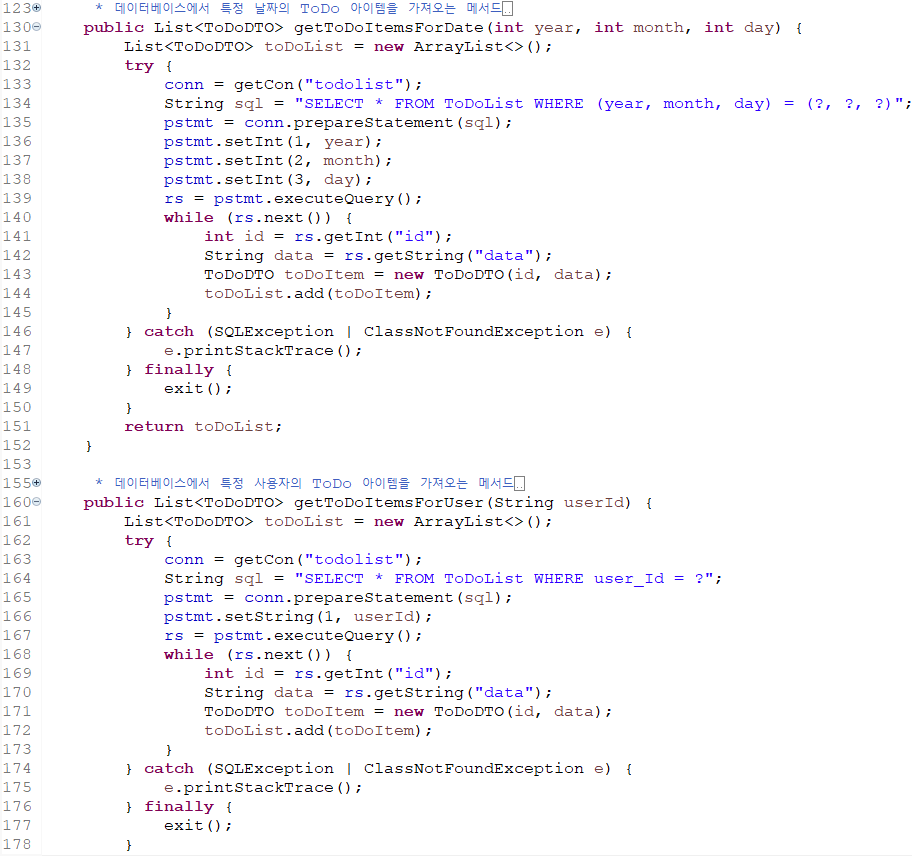 123 * 데이터베이스에서 특정 날짜의 ToDo 아이템을 가져오는 메서드..
130 public List<ToDoDTO> getToDoItemsForDate(int year, int month, int day) {
131 List<ToDoDTO> toDoList = new ArrayList<>();
132 try {
133 conn = getCon("todolist");
134 String sql = "SELECT * FROM ToDoList WHERE (year, month, day) = (?, ?, ?)";
135 pstmt = conn.prepareStatement(sql);
136 pstmt.setInt(1, year);
137 pstmt.setInt(2, month);
138 pstmt.setInt(3, day);
139 rs = pstmt.executeQuery();
140 while (rs.next()) {
141 int id = rs.getInt("id");
142 String data = rs.getString("data");
143 ToDoDTO toDoItem = new ToDoDTO(id, data);
144 toDoList.add(toDoItem);
145 }
146 } catch (SQLException | ClassNotFoundException e) {
147 e.printStackTrace();
148 } finally {
149 exit();
150 }
151 return toDoList;
152 }
153
155 * 데이터베이스에서 특정 사용자의 ToDo 아이템을 가져오는 메서드..
160 public List<ToDoDTO> getToDoItemsForUser(String userId) {
161 List<ToDoDTO> toDoList = new ArrayList<>();
162 try {
163 conn = getCon("todolist");
164 String sql = "SELECT * FROM ToDoList WHERE user_Id = ?";
165 pstmt = conn.prepareStatement(sql);
166 pstmt.setString(1, userId);
167 rs = pstmt.executeQuery();
168 while (rs.next()) {
169 int id = rs.getInt("id");
170 String data = rs.getString("data");
171 ToDoDTO toDoItem = new ToDoDTO(id, data);
172 toDoList.add(toDoItem);
173 }
174 } catch (SQLException | ClassNotFoundException e) {
175 e.printStackTrace();
176 } finally {
177 exit();
178 }